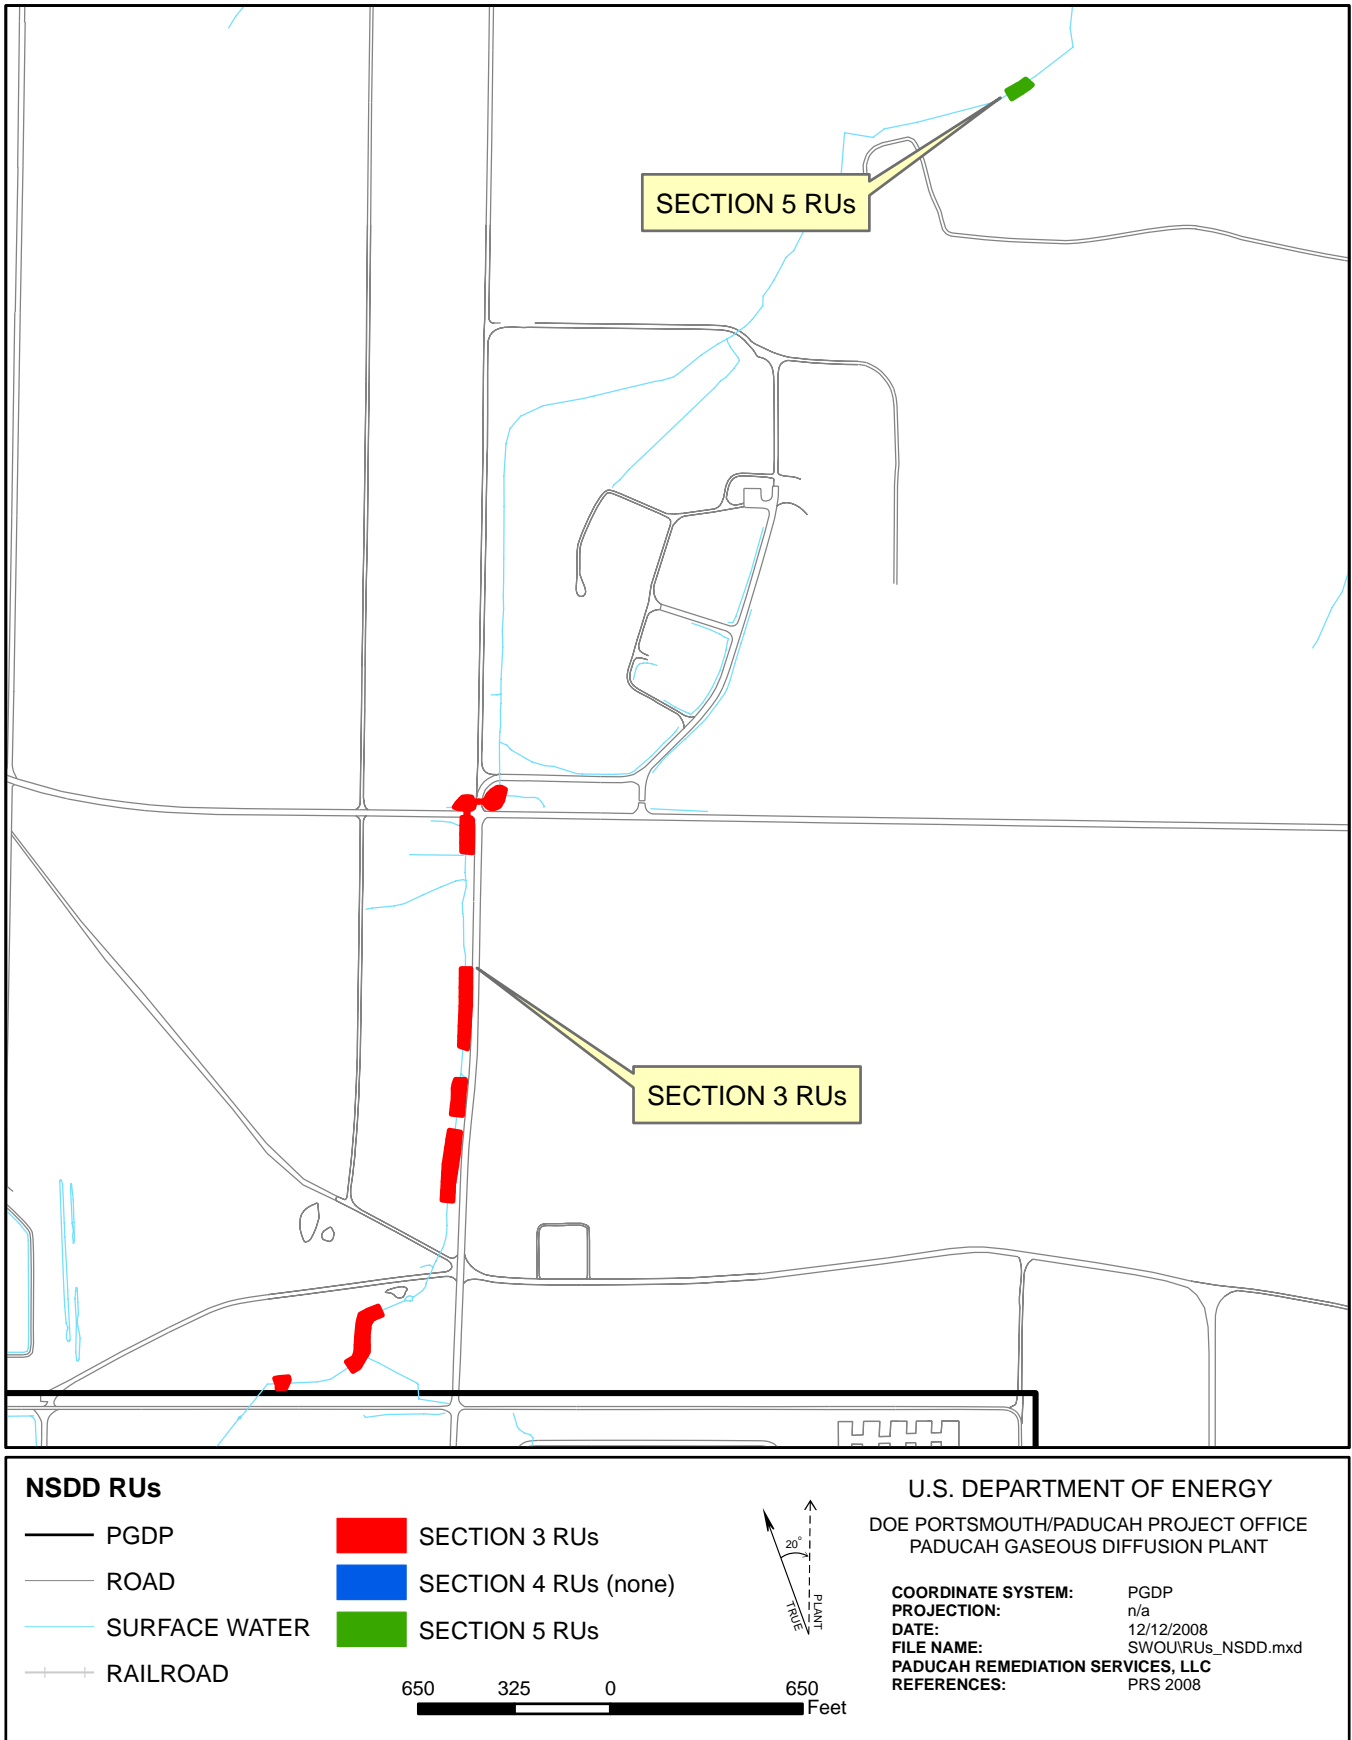 SECTION 5 RUs
SECTION 3 RUs
NSDD RUs
PGDP
ROAD
SURFACE WATER
RAILROAD
SECTION 3 RUs
SECTION 4 RUs (none)
SECTION 5 RUs
650 325 0 650
Feet
20°
TRUE
PLANT
U.S. DEPARTMENT OF ENERGY
DOE PORTSMOUTH/PADUCAH PROJECT OFFICE
PADUCAH GASEOUS DIFFUSION PLANT
COORDINATE SYSTEM: PGDP
PROJECTION: n/a
DATE: 12/12/2008
FILE NAME: SWOU\RUs_NSDD.mxd
PADUCAH REMEDIATION SERVICES, LLC
REFERENCES: PRS 2008